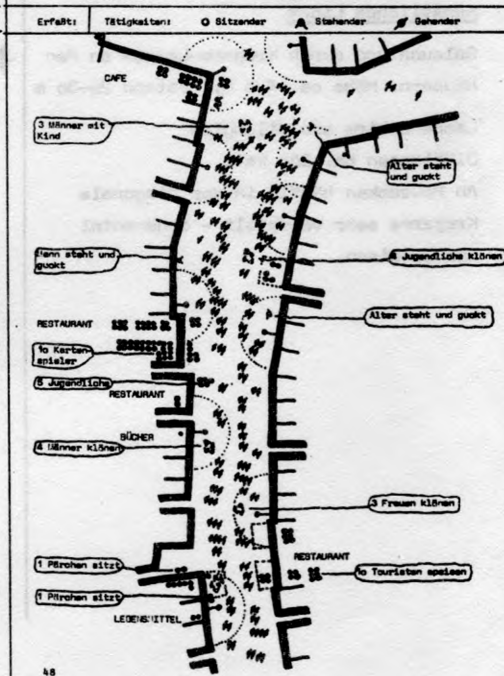 Erfaßt: Tätigkeiten: Sitzender Stehender Gehender
CAFE
3 Männer mit
Kind
Alter steht
und guckt
Mann steht und
guckt
4 Jugendliche klönen
Alter steht und guckt
RESTAURANT
10 Karten-
spieler
5 Jugendliche
RESTAURANT
BÜCHER
4 Männer klönen
3 Frauen klönen
1 Pärchen sitzt
RESTAURANT
10 Touristen speisen
1 Pärchen sitzt
LEBENSMITTEL
48